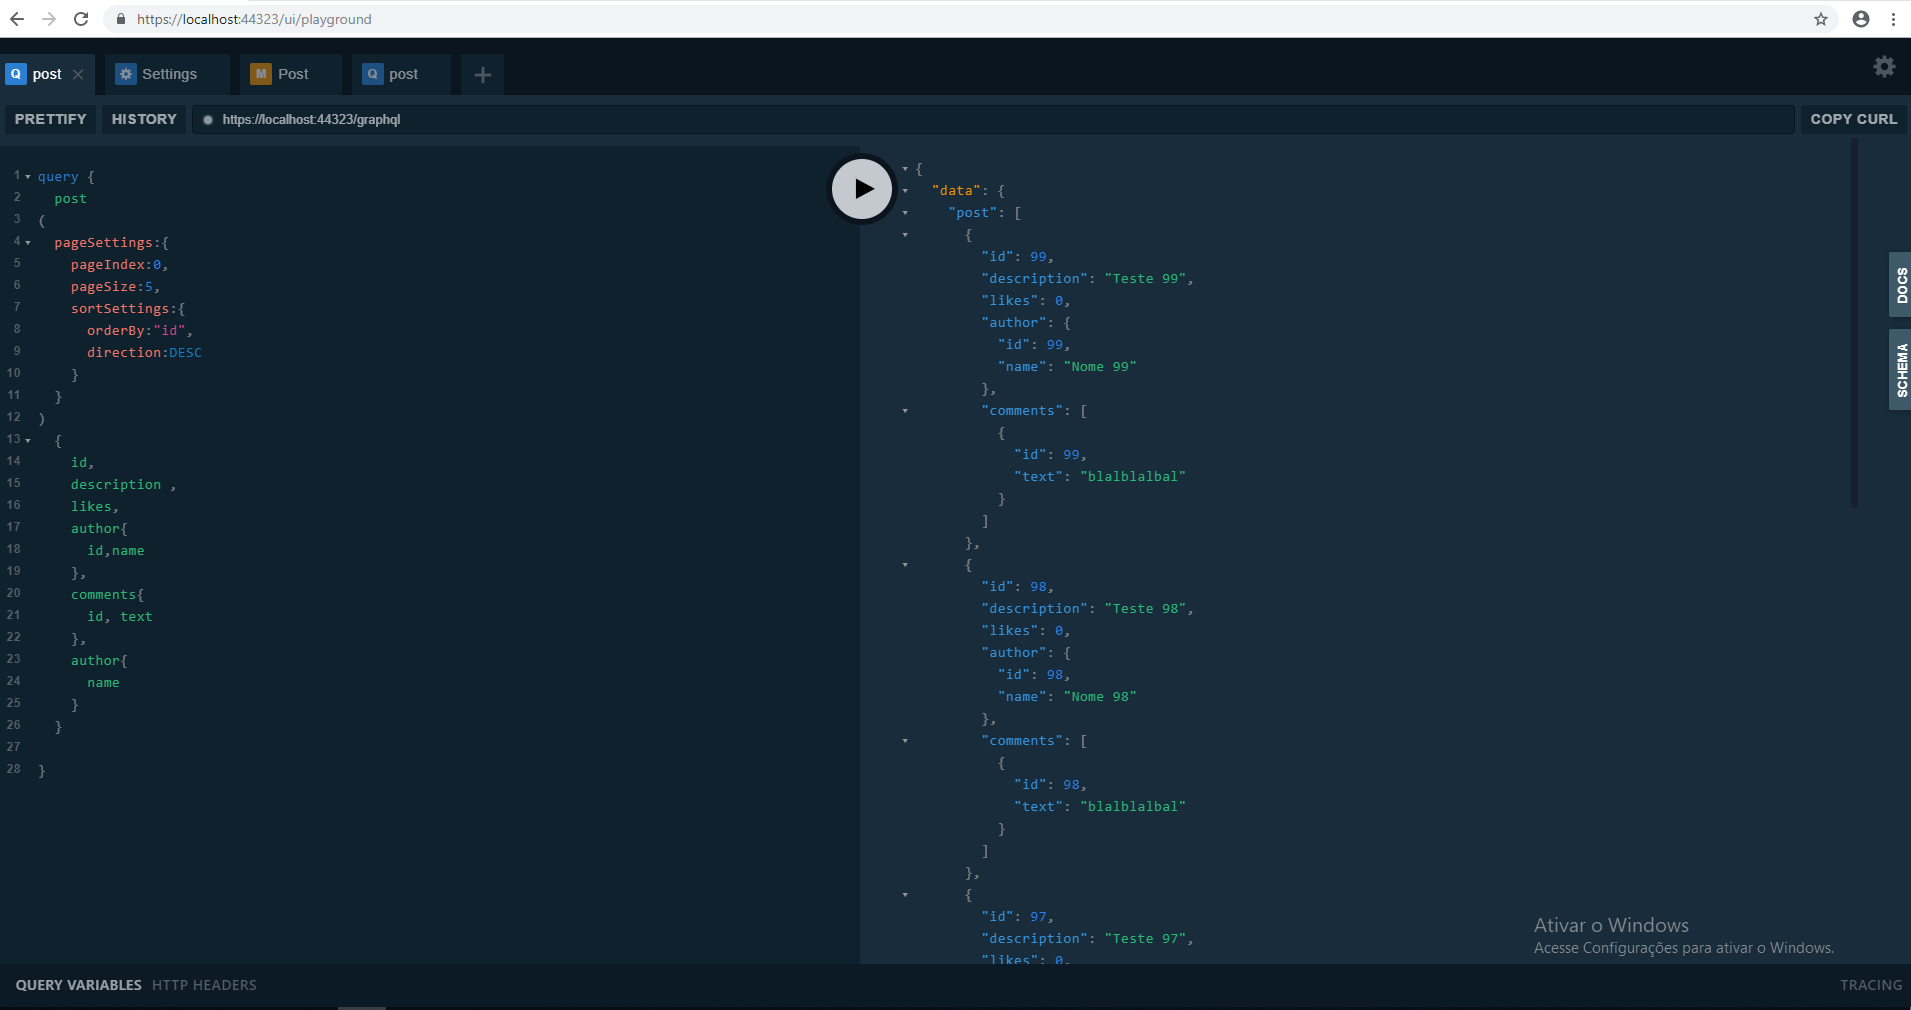 https://localhost:44323/ui/playground
Q post × Settings M Post Q post +
PRETTIFY HISTORY https://localhost:44323/graphql COPY CURL
1 query {
2 post
3 (
4 pageSettings:{
5 pageIndex:0,
6 pageSize:5,
7 sortSettings:{
8 orderBy:"id",
9 direction:DESC
10 }
11 }
12 )
13 {
14 id,
15 description ,
16 likes,
17 author{
18 id,name
19 },
20 comments{
21 id, text
22 },
23 author{
24 name
25 }
26 }
27
28 }
{
"data": {
"post": [
{
"id": 99,
"description": "Teste 99",
"likes": 0,
"author": {
"id": 99,
"name": "Nome 99"
},
"comments": [
{
"id": 99,
"text": "blalblalbal"
}
]
},
{
"id": 98,
"description": "Teste 98",
"likes": 0,
"author": {
"id": 98,
"name": "Nome 98"
},
"comments": [
{
"id": 98,
"text": "blalblalbal"
}
]
},
{
"id": 97,
"description": "Teste 97",
"likes": 0,
DOCS
SCHEMA
Ativar o Windows
Acesse Configurações para ativar o Windows.
QUERY VARIABLES HTTP HEADERS TRACING